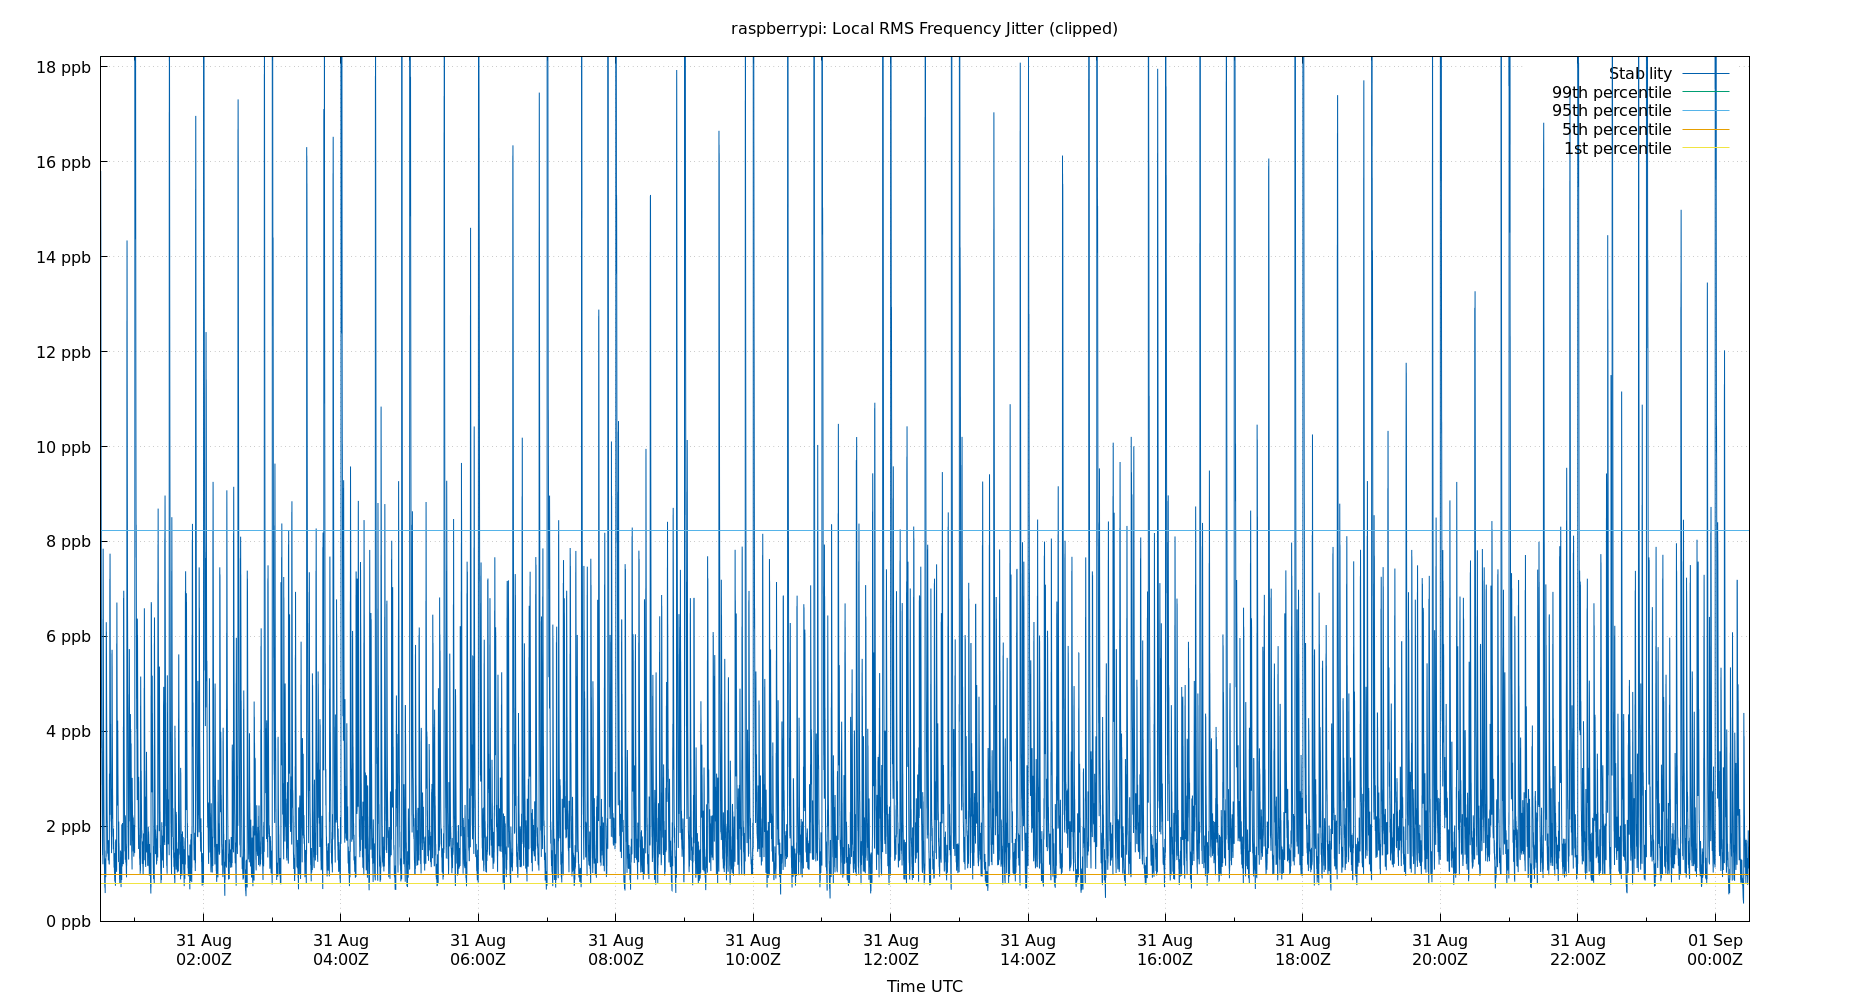 raspberrypi: Local RMS Frequency Jitter (clipped)
18 ppb
16 ppb
14 ppb
12 ppb
10 ppb
8 ppb
6 ppb
4 ppb
2 ppb
0 ppb
Stability
99th percentile
95th percentile
5th percentile
1st percentile
31 Aug 31 Aug 31 Aug 31 Aug 31 Aug 31 Aug 31 Aug 31 Aug 31 Aug 31 Aug 31 Aug 01 Sep
02:00Z 04:00Z 06:00Z 08:00Z 10:00Z 12:00Z 14:00Z 16:00Z 18:00Z 20:00Z 22:00Z 00:00Z
Time UTC